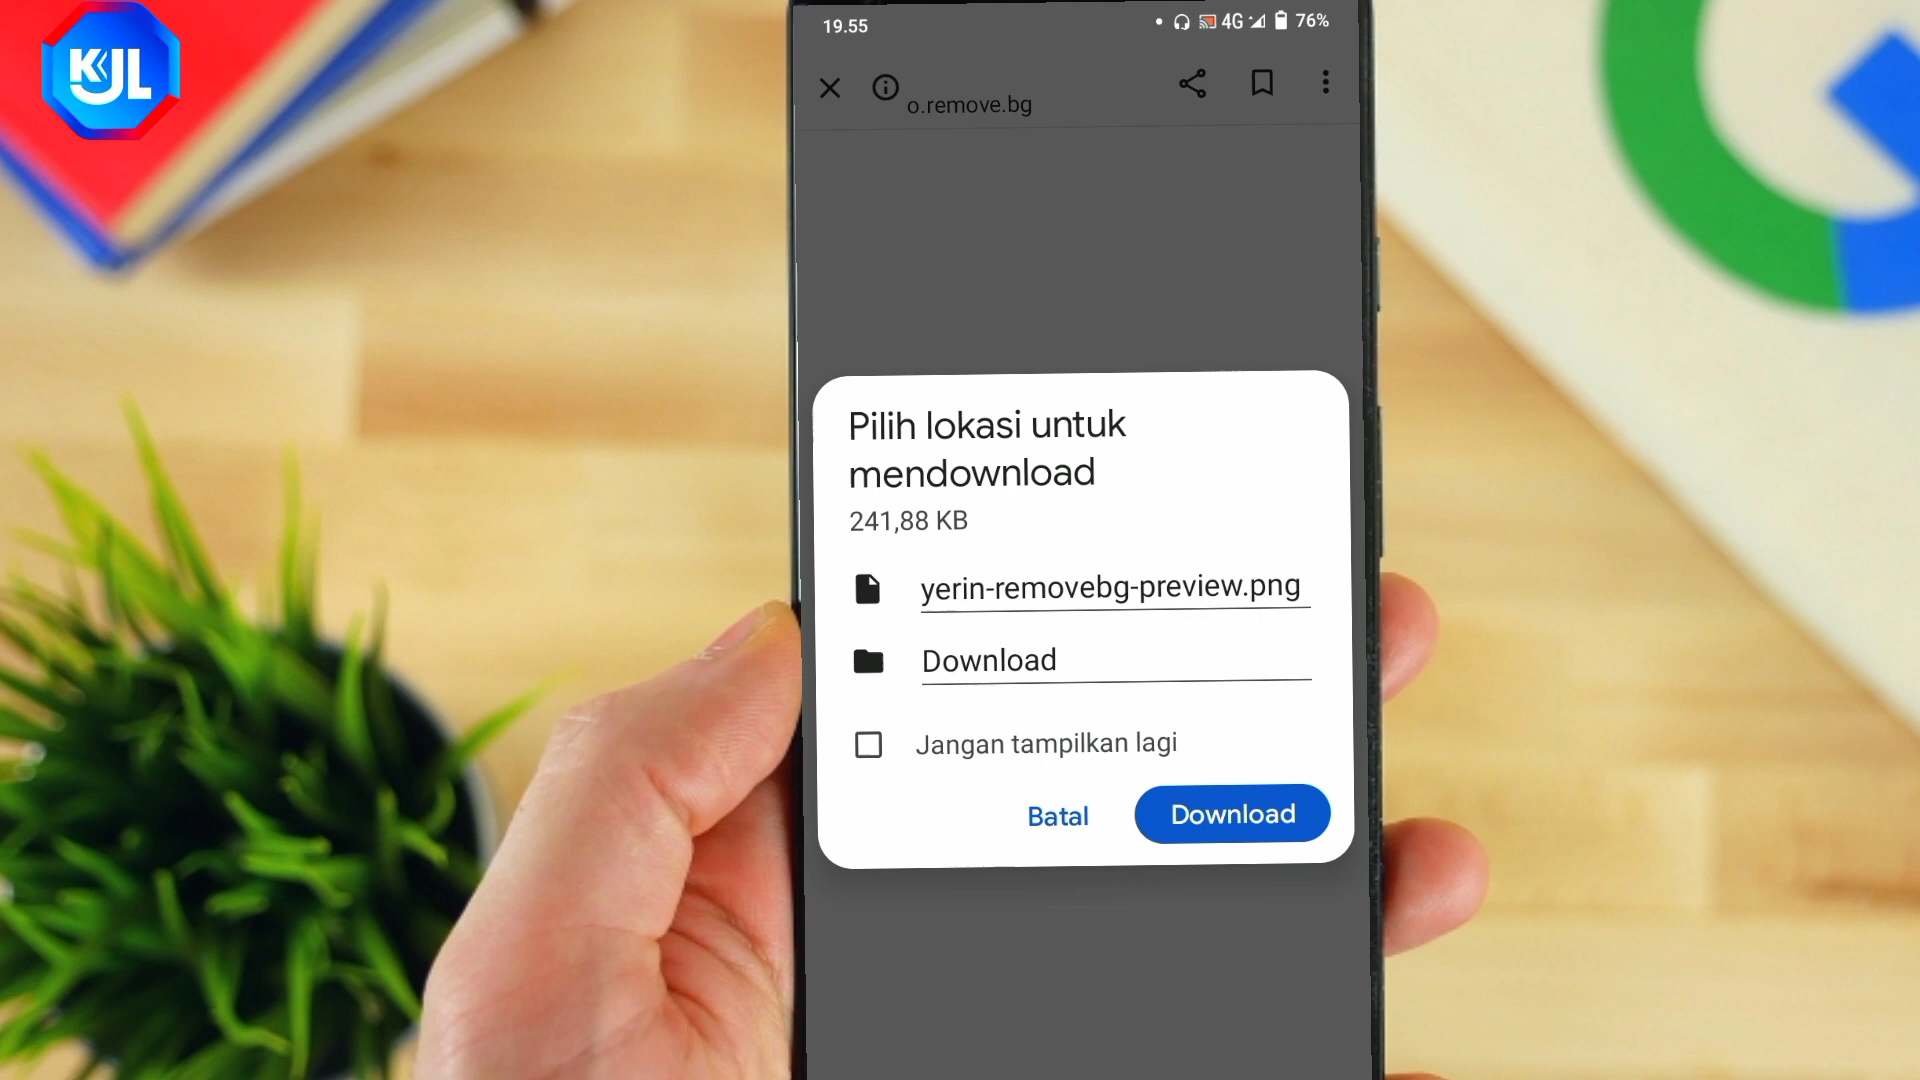 KJL
19.55
4G 76%
o.remove.bg
Pilih lokasi untuk
mendownload
241,88 KB
yerin-removebg-preview.png
Download
Jangan tampilkan lagi
Batal
Download